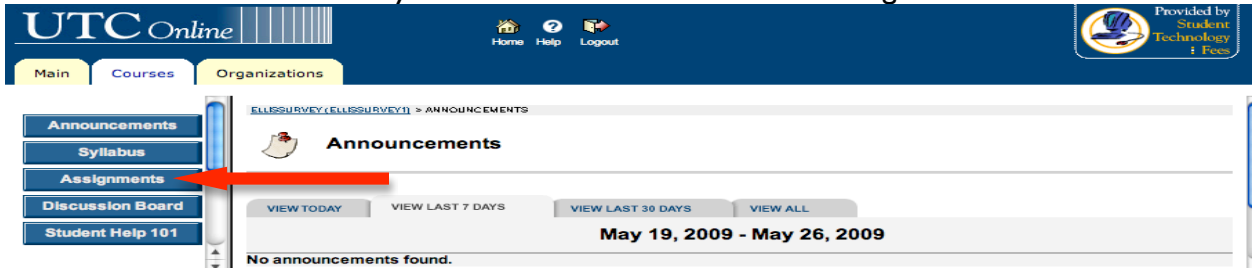 UTC Online
Home Help Logout
Provided by
Student
Technology
Fees
Main Courses Organizations
ELLISSURVEY (ELLISSURVEY1) > ANNOUNCEMENTS
Announcements
Announcements
Syllabus
Assignments
Discussion Board
Student Help 101
VIEW TODAY VIEW LAST 7 DAYS VIEW LAST 30 DAYS VIEW ALL
May 19, 2009 - May 26, 2009
No announcements found.